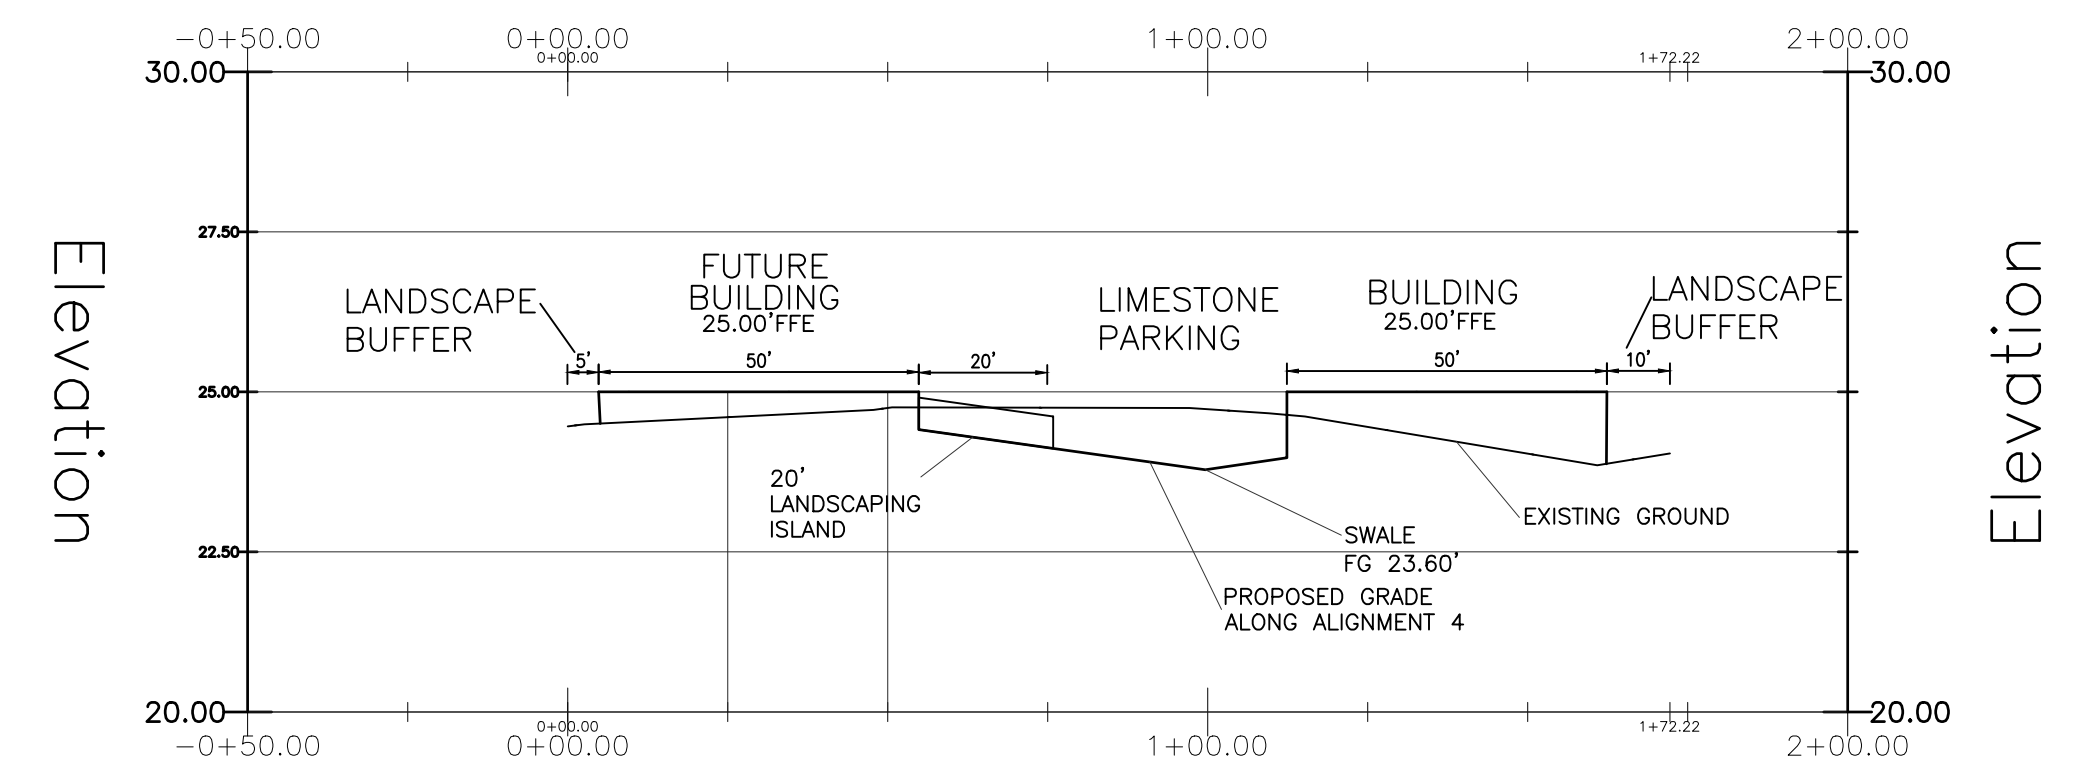 -0+50.00 0+00.00 1+00.00 2+00.00
0+00.00 1+72.22
30.00 30.00
Elevation
Elevation
27.50
FUTURE
BUILDING
25.00'FFE
LANDSCAPE
BUFFER
LIMESTONE
PARKING
BUILDING
25.00'FFE
LANDSCAPE
BUFFER
5' 50' 20' 50' 10'
25.00
20'
LANDSCAPING
ISLAND
EXISTING GROUND
SWALE
FG 23.60'
22.50
PROPOSED GRADE
ALONG ALIGNMENT 4
20.00 20.00
0+00.00 1+72.22
-0+50.00 0+00.00 1+00.00 2+00.00